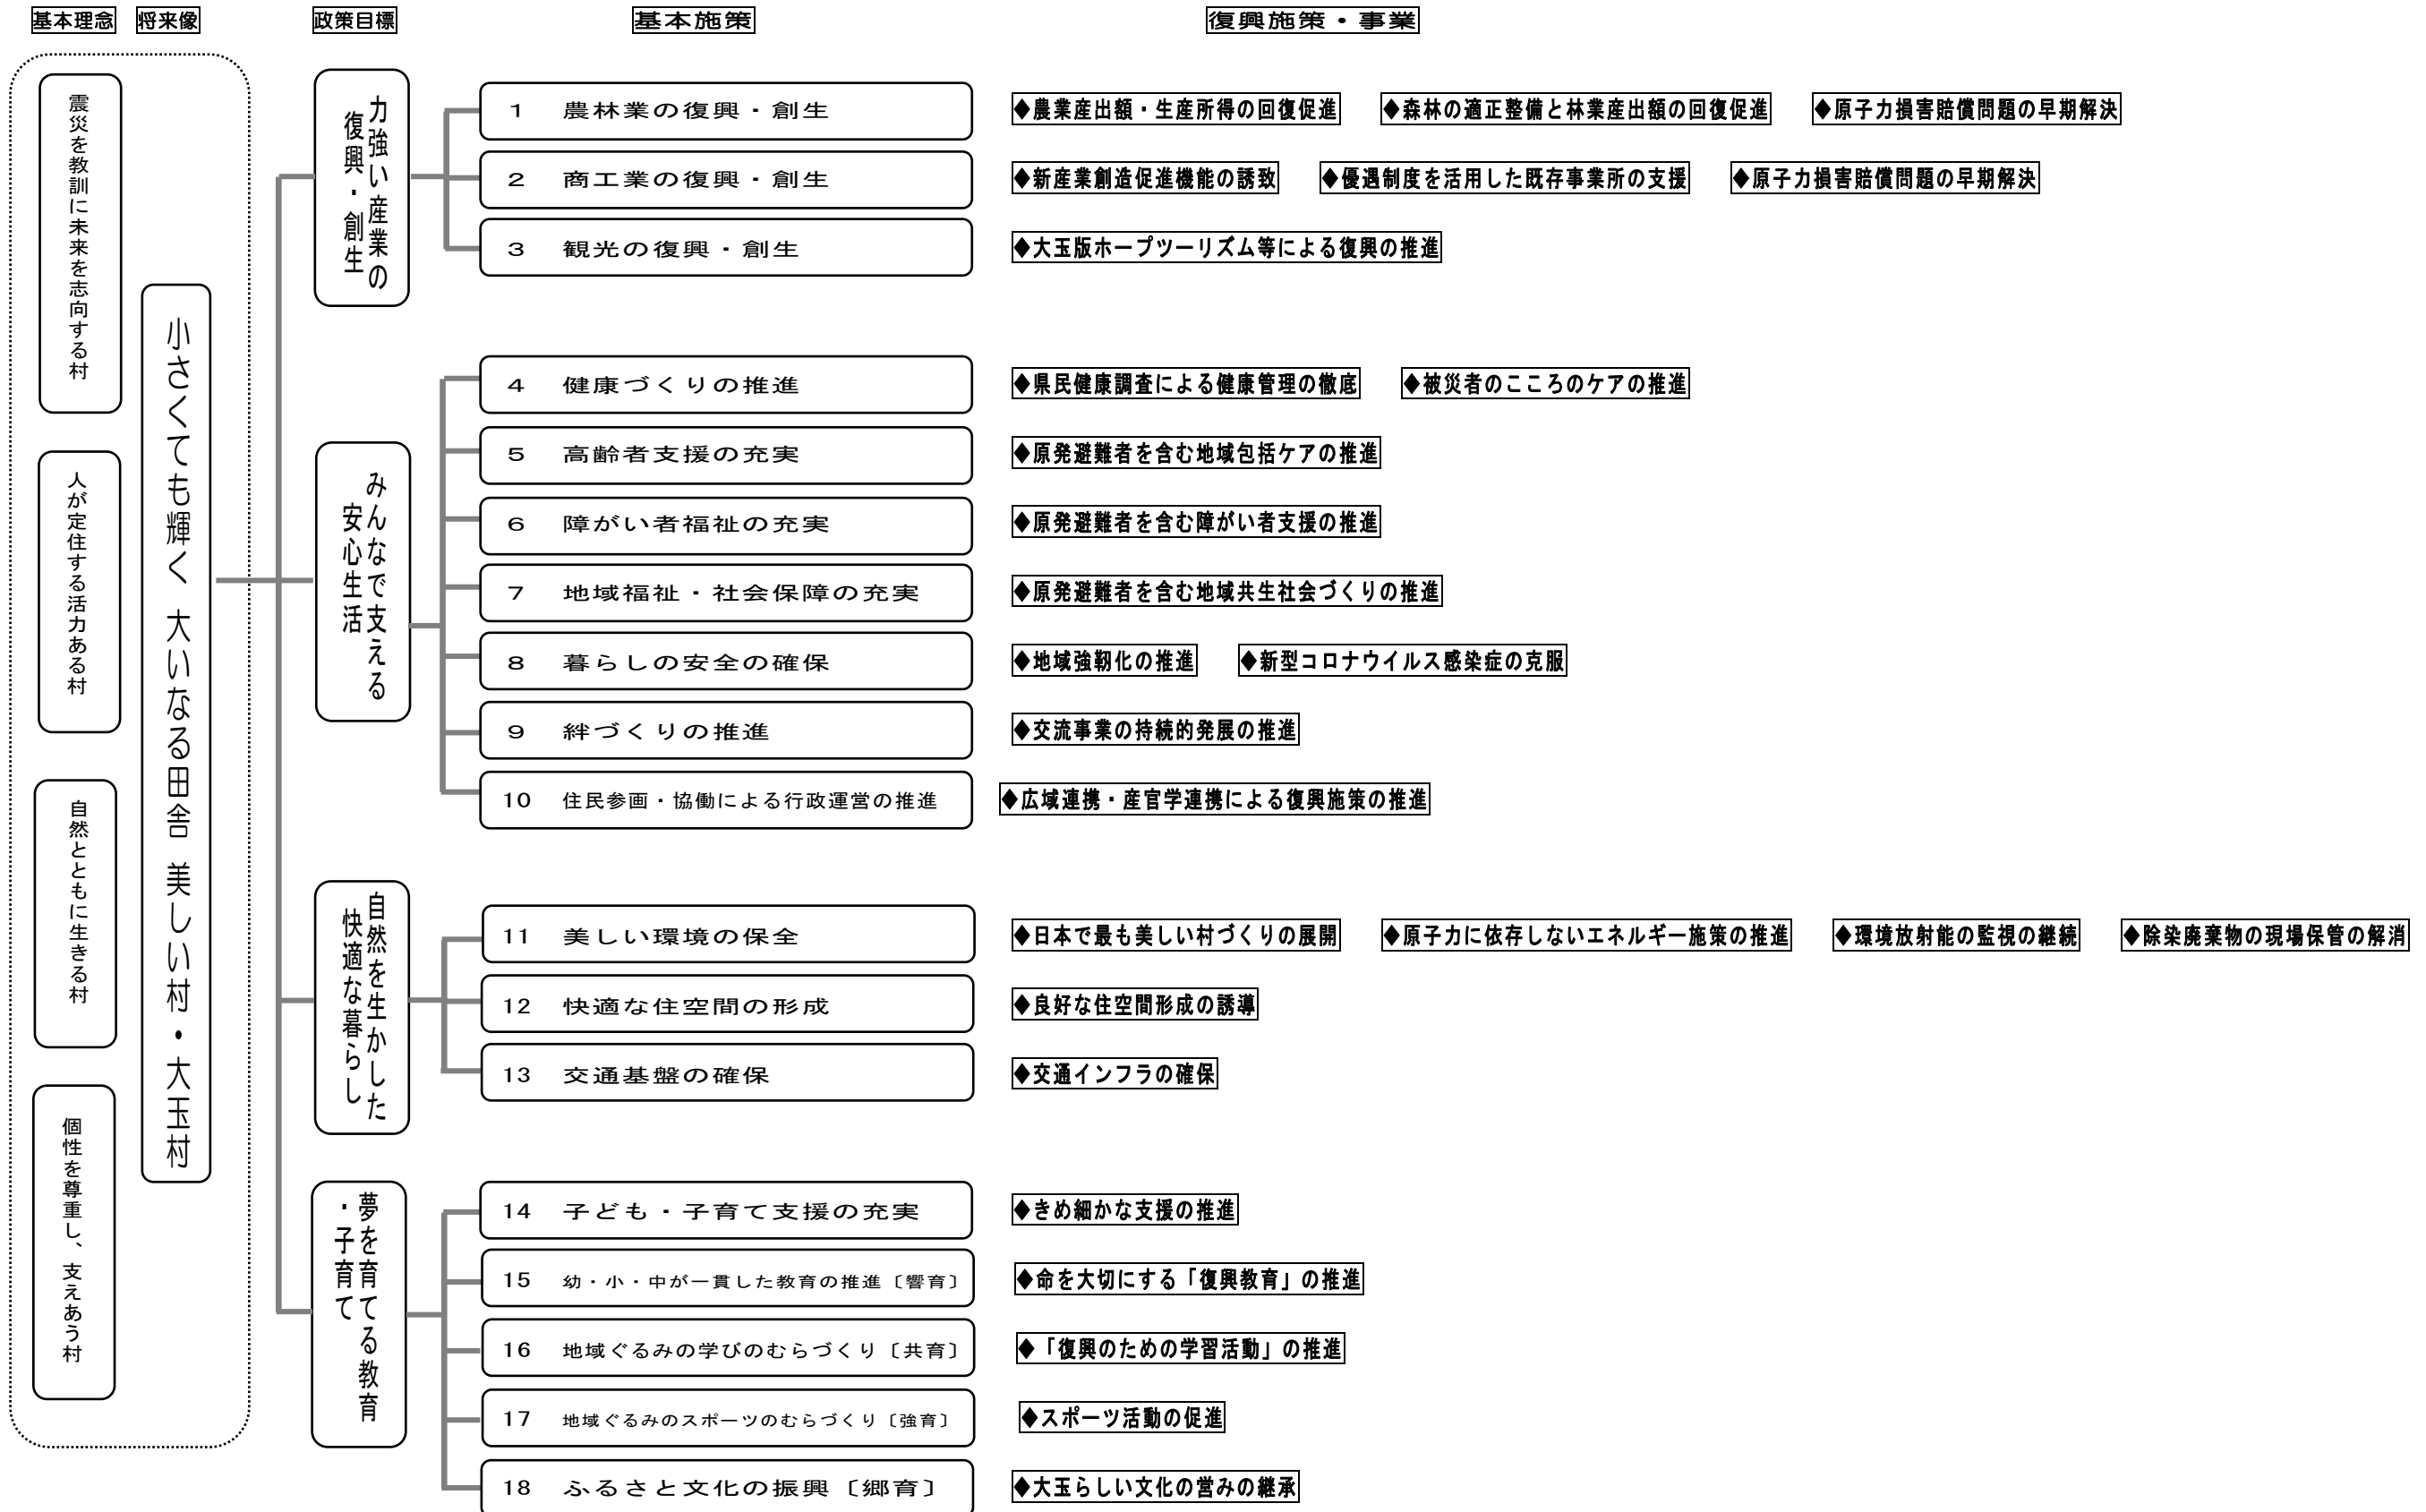 基本理念
将来像
政策目標
基本施策
復興施策・事業
震災を教訓に未来を志向する村
人が定住する活力ある村
自然とともに生きる村
個性を尊重し、支えあう村
小さくても輝く 大いなる田舎 美しい村・大玉村
力強い産業の
復興・創生
1 農林業の復興・創生
◆農業産出額・生産所得の回復促進
◆森林の適正整備と林業産出額の回復促進
◆原子力損害賠償問題の早期解決
2 商工業の復興・創生
◆新産業創造促進機能の誘致
◆優遇制度を活用した既存事業所の支援
◆原子力損害賠償問題の早期解決
3 観光の復興・創生
◆大玉版ホープツーリズム等による復興の推進
みんなで支える
安心生活
4 健康づくりの推進
◆県民健康調査による健康管理の徹底
◆被災者のこころのケアの推進
5 高齢者支援の充実
◆原発避難者を含む地域包括ケアの推進
6 障がい者福祉の充実
◆原発避難者を含む障がい者支援の推進
7 地域福祉・社会保障の充実
◆原発避難者を含む地域共生社会づくりの推進
8 暮らしの安全の確保
◆地域強靭化の推進
◆新型コロナウイルス感染症の克服
9 絆づくりの推進
◆交流事業の持続的発展の推進
10 住民参画・協働による行政運営の推進
◆広域連携・産官学連携による復興施策の推進
自然を生かした
快適な暮らし
11 美しい環境の保全
◆日本で最も美しい村づくりの展開
◆原子力に依存しないエネルギー施策の推進
◆環境放射能の監視の継続
◆除染廃棄物の現場保管の解消
12 快適な住空間の形成
◆良好な住空間形成の誘導
13 交通基盤の確保
◆交通インフラの確保
夢を育てる教育
・子育て
14 子ども・子育て支援の充実
◆きめ細かな支援の推進
15 幼・小・中が一貫した教育の推進〔響育〕
◆命を大切にする「復興教育」の推進
16 地域ぐるみの学びのむらづくり〔共育〕
◆「復興のための学習活動」の推進
17 地域ぐるみのスポーツのむらづくり〔強育〕
◆スポーツ活動の促進
18 ふるさと文化の振興〔郷育〕
◆大玉らしい文化の営みの継承